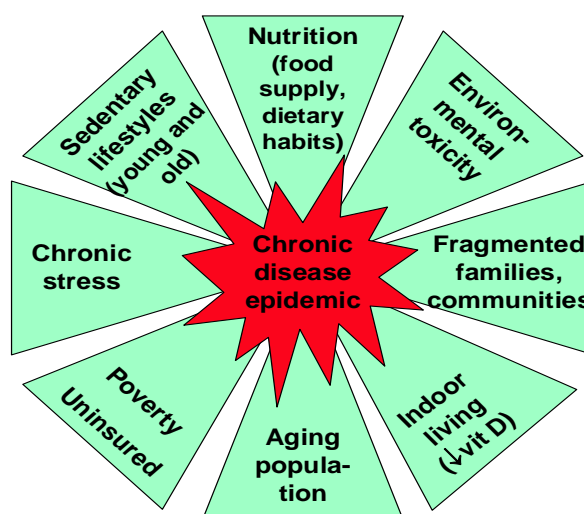 Nutrition
(food
supply,
dietary
habits)
Environ-
mental
toxicity
Fragmented
families,
communities
Indoor
living
(↓vit D)
Aging
popula-
tion
Poverty
Uninsured
Chronic
stress
Sedentary
lifestyles
(young and
old)
Chronic
disease
epidemic